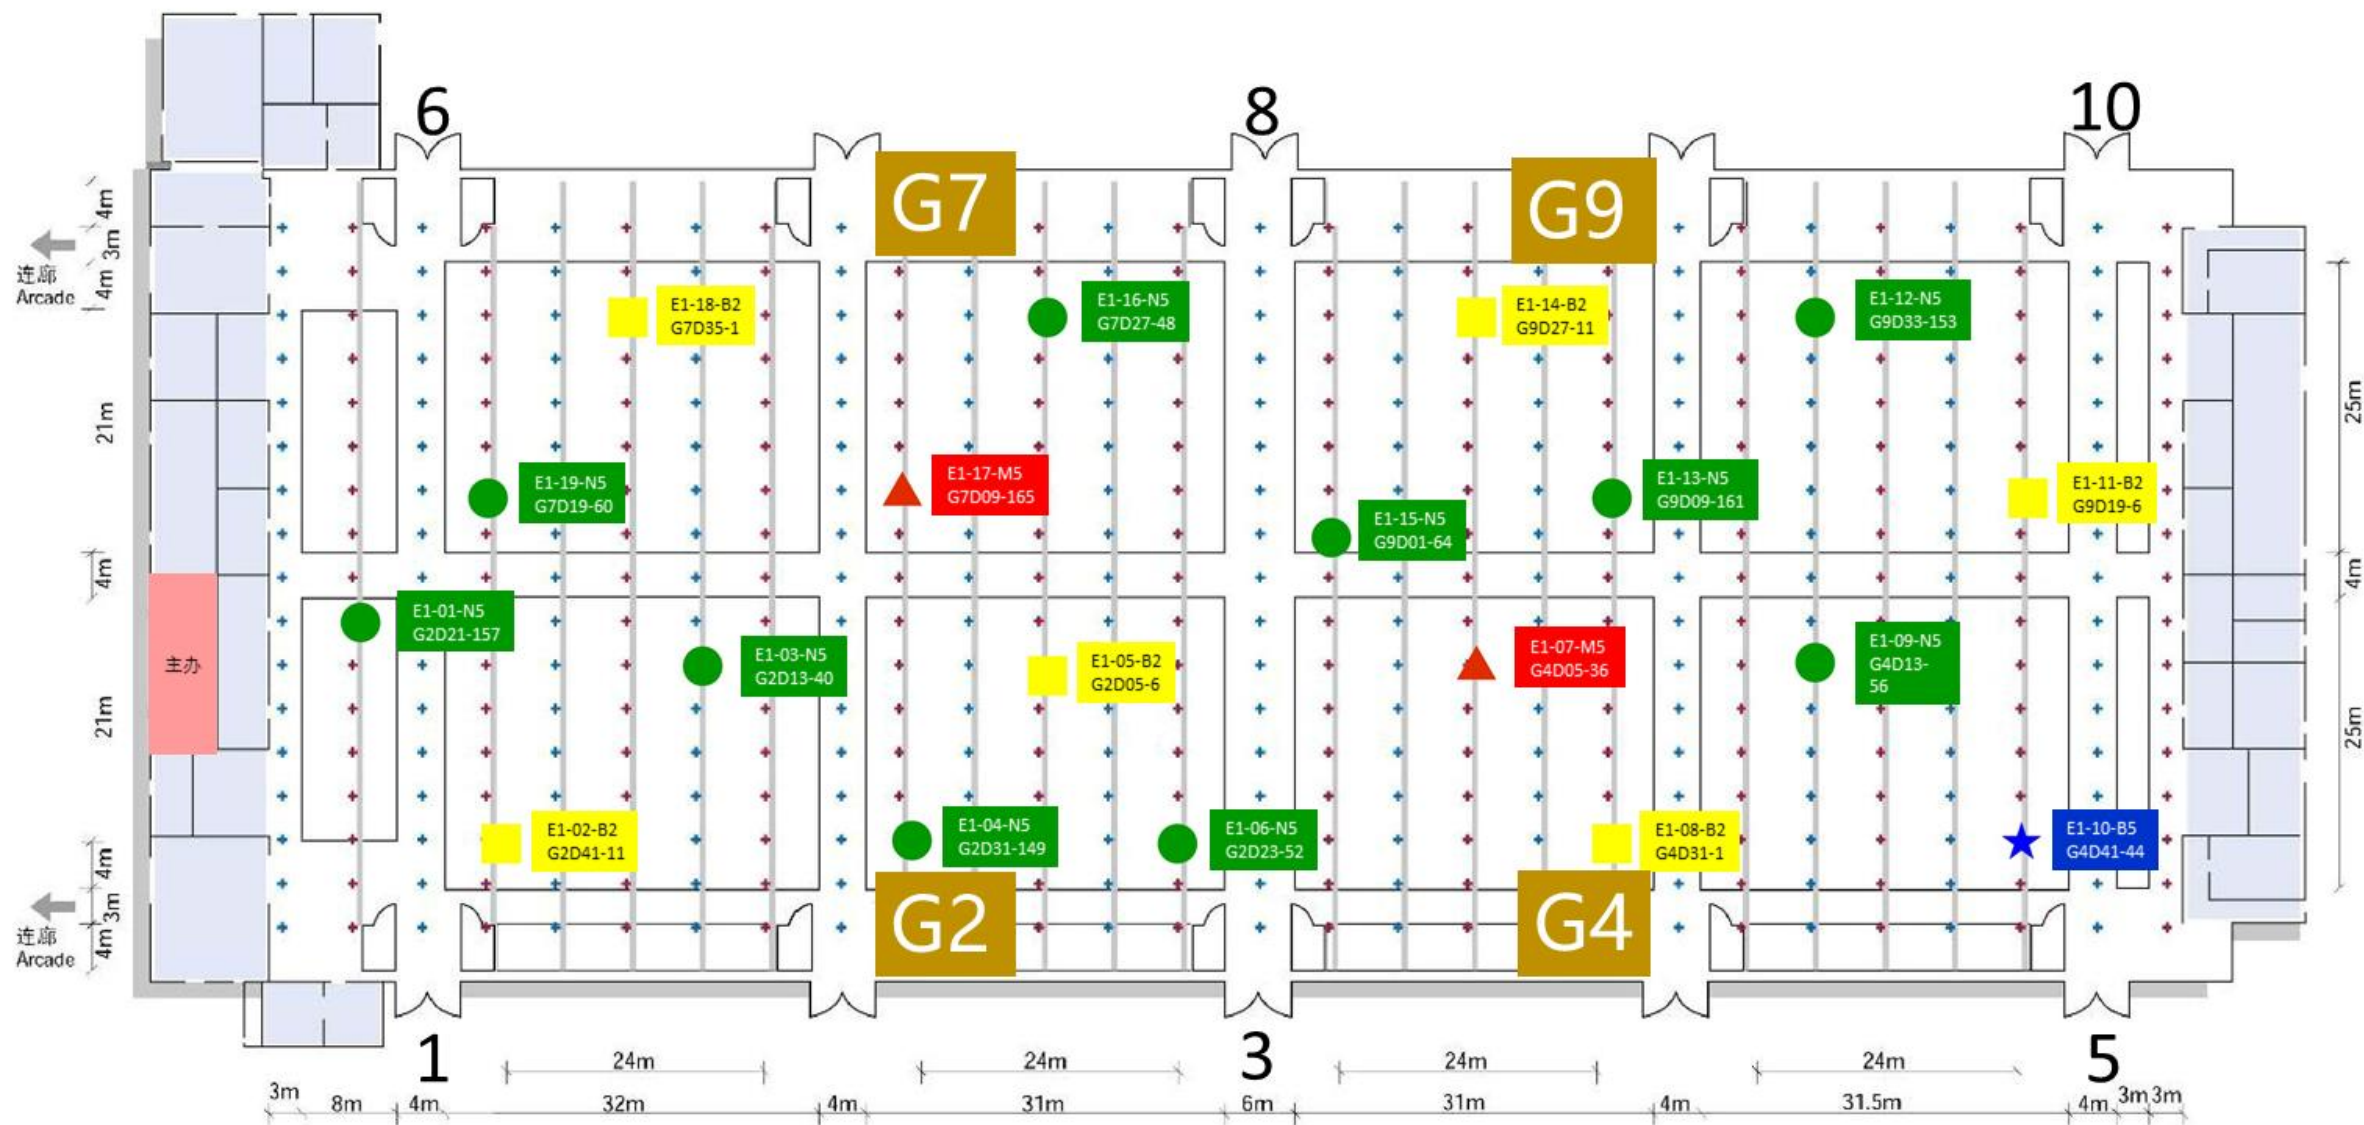 6
8
10
G7
G9
4m
3m
4m
连廊
Arcade
E1-18-B2
G7D35-1
E1-16-N5
G7D27-48
E1-14-B2
G9D27-11
E1-12-N5
G9D33-153
21m
25m
E1-19-N5
G7D19-60
E1-17-M5
G7D09-165
E1-15-N5
G9D01-64
E1-13-N5
G9D09-161
E1-11-B2
G9D19-6
4m
4m
E1-01-N5
G2D21-157
主办
E1-03-N5
G2D13-40
E1-05-B2
G2D05-6
E1-07-M5
G4D05-36
E1-09-N5
G4D13-
56
21m
25m
E1-02-B2
G2D41-11
E1-04-N5
G2D31-149
E1-06-N5
G2D23-52
E1-08-B2
G4D31-1
E1-10-B5
G4D41-44
4m
3m
4m
连廊
Arcade
G2
G4
1
3
5
24m
24m
24m
24m
3m
8m
4m
32m
4m
31m
6m
31m
4m
31.5m
4m
3m
3m